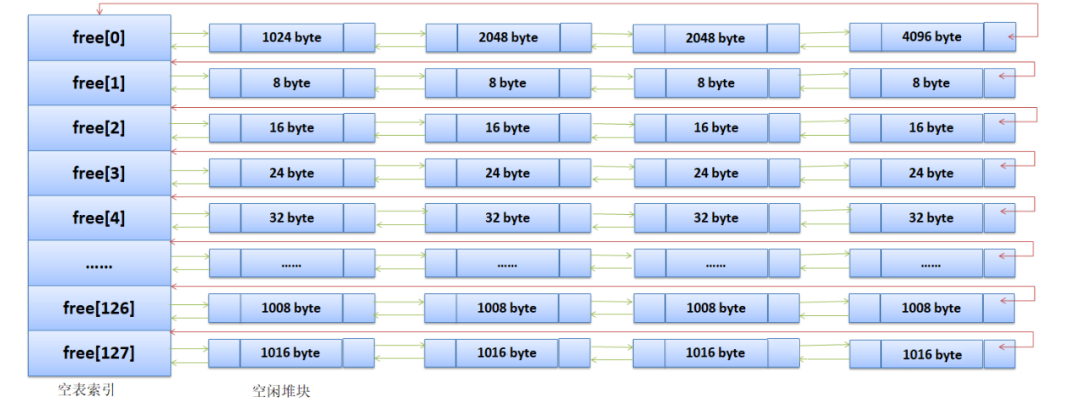 free[0] 1024 byte 2048 byte 2048 byte 4096 byte
free[1] 8 byte 8 byte 8 byte 8 byte
free[2] 16 byte 16 byte 16 byte 16 byte
free[3] 24 byte 24 byte 24 byte 24 byte
free[4] 32 byte 32 byte 32 byte 32 byte
…… …… …… …… ……
free[126] 1008 byte 1008 byte 1008 byte 1008 byte
free[127] 1016 byte 1016 byte 1016 byte 1016 byte
空表索引 空闲堆块